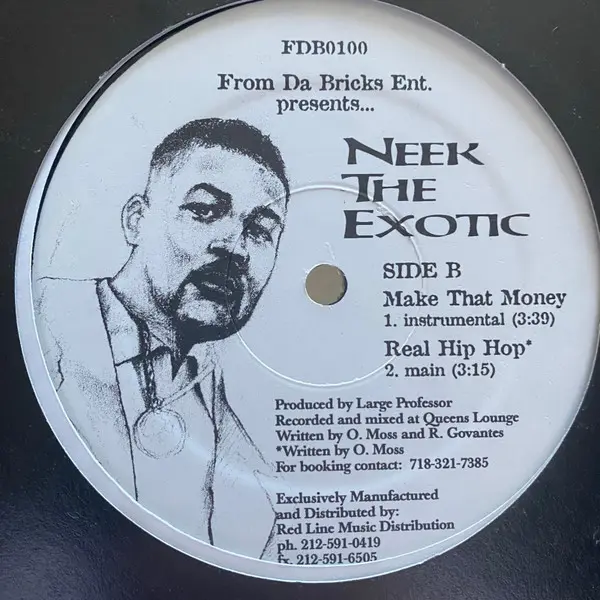 FDB0100
From Da Bricks Ent.
presents...
NEEK
THE
EXOTIC
SIDE B
Make That Money
1. instrumental (3:39)
Real Hip Hop*
2. main (3:15)
Produced by Large Professor
Recorded and mixed at Queens Lounge
Written by O. Moss and R. Govantes
*Written by O. Moss
For booking contact: 718-321-7385
Exclusively Manufactured
and Distributed by:
Red Line Music Distribution
ph. 212-591-0419
fx. 212-591-6505